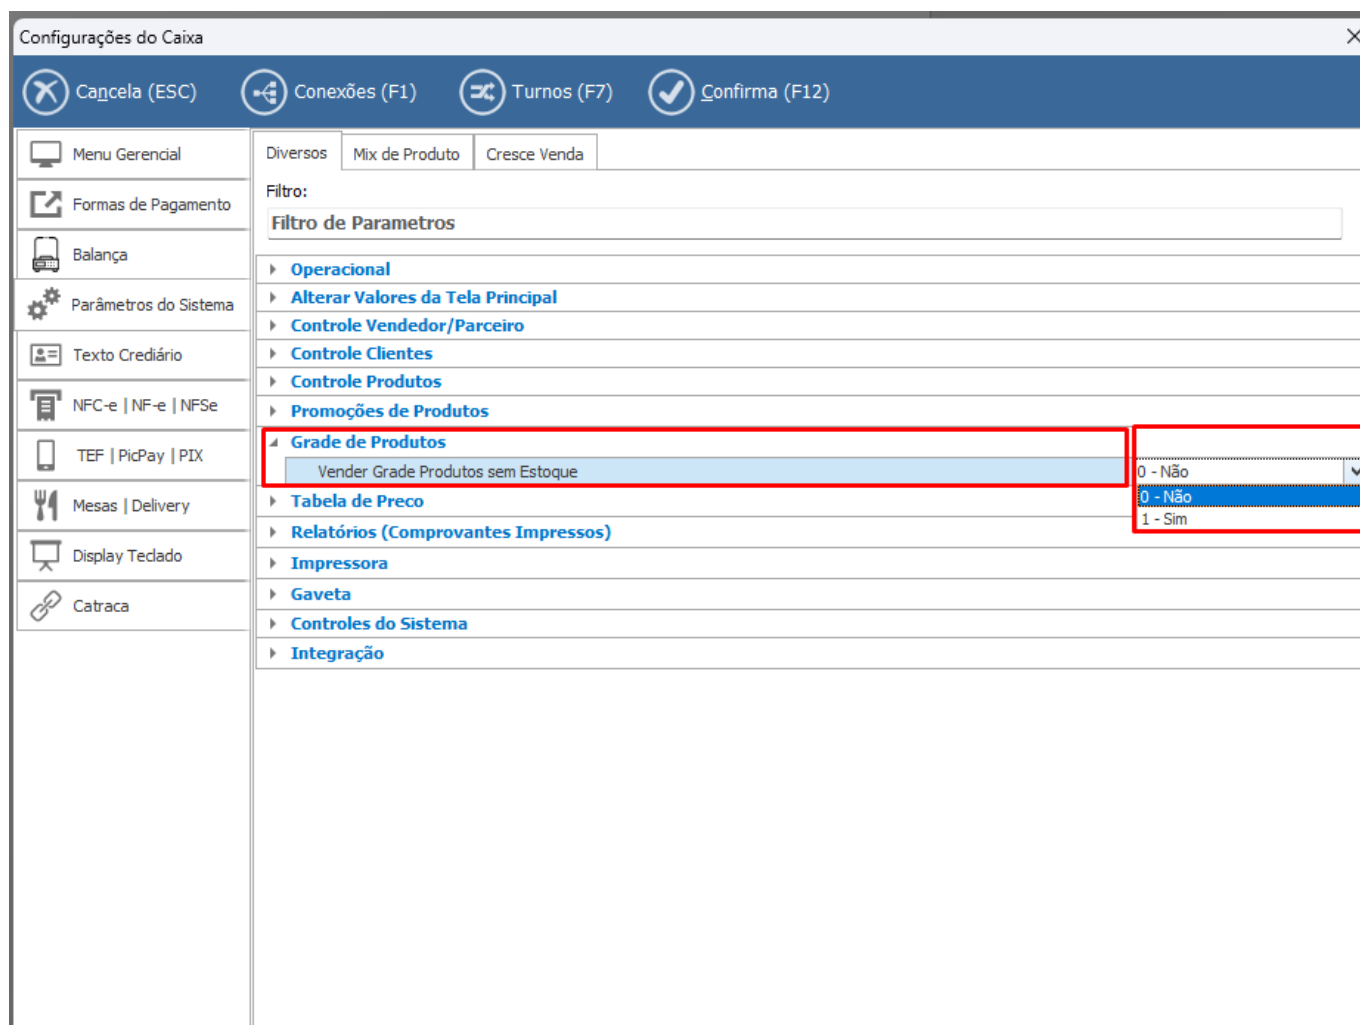 Configurações do Caixa
Cancela (ESC)
Conexões (F1)
Turnos (F7)
Confirma (F12)
Menu Gerencial
Formas de Pagamento
Balança
Parâmetros do Sistema
Texto Crediário
NFC-e | NF-e | NFSe
TEF | PicPay | PIX
Mesas | Delivery
Display Teclado
Catraca
Diversos
Mix de Produto
Cresce Venda
Filtro:
Filtro de Parametros
Operacional
Alterar Valores da Tela Principal
Controle Vendedor/Parceiro
Controle Clientes
Controle Produtos
Promoções de Produtos
Grade de Produtos
Vender Grade Produtos sem Estoque
0 - Não
0 - Não
1 - Sim
Tabela de Preco
Relatórios (Comprovantes Impressos)
Impressora
Gaveta
Controles do Sistema
Integração